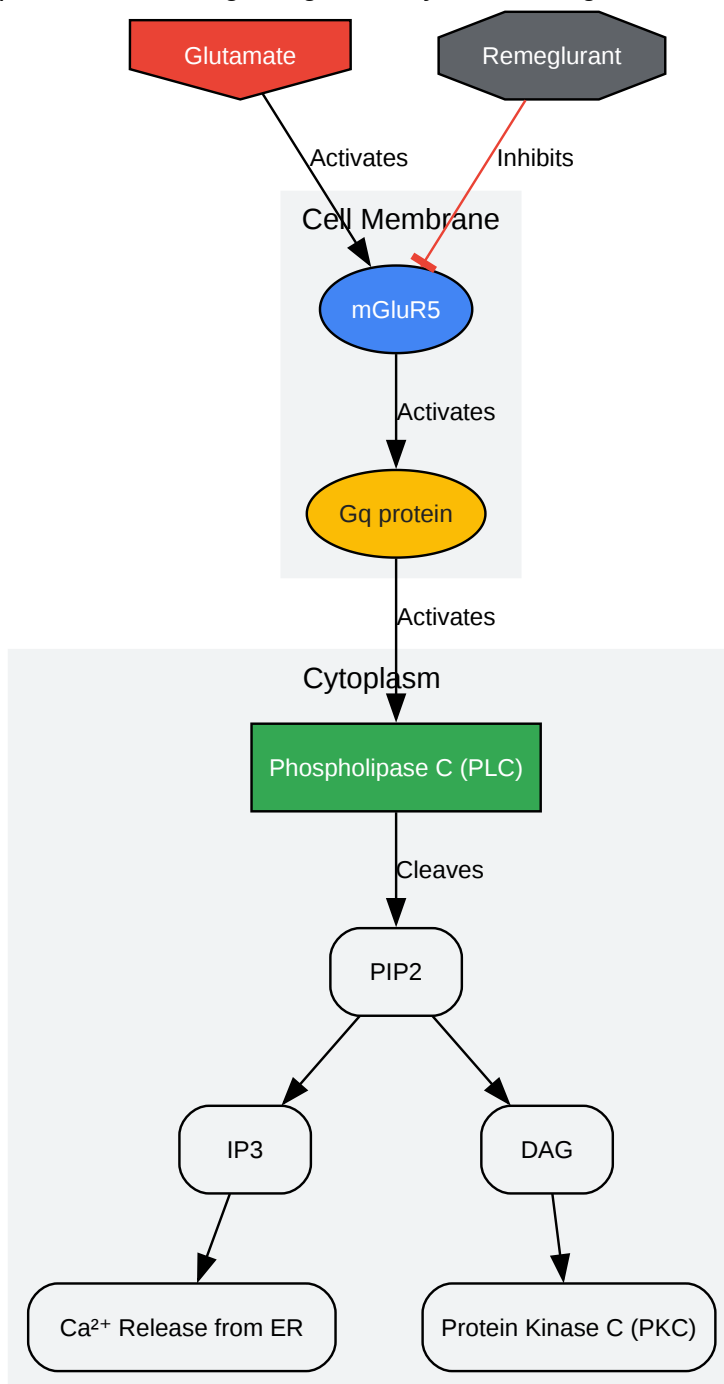 Glutamate
Remeglurant
Activates
Inhibits
Cell Membrane
mGluR5
Activates
Gq protein
Activates
Cytoplasm
Phospholipase C (PLC)
Cleaves
PIP2
IP3
DAG
Ca²⁺ Release from ER
Protein Kinase C (PKC)